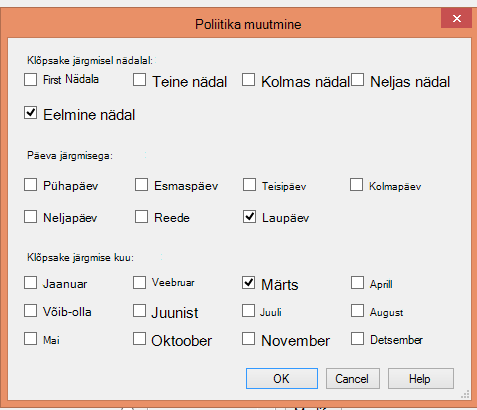 Poliitika muutmine
Klõpsake järgmisel nädalal:
First Nädala Teine nädal Kolmas nädal Neljas nädal
Eelmine nädal
Päeva järgmisega:
Pühapäev Esmaspäev Teisipäev Kolmapäev
Neljapäev Reede Laupäev
Klõpsake järgmise kuu:
Jaanuar Veebruar Märts Aprill
Võib-olla Juunist Juuli August
Mai Oktoober November Detsember
OK Cancel Help